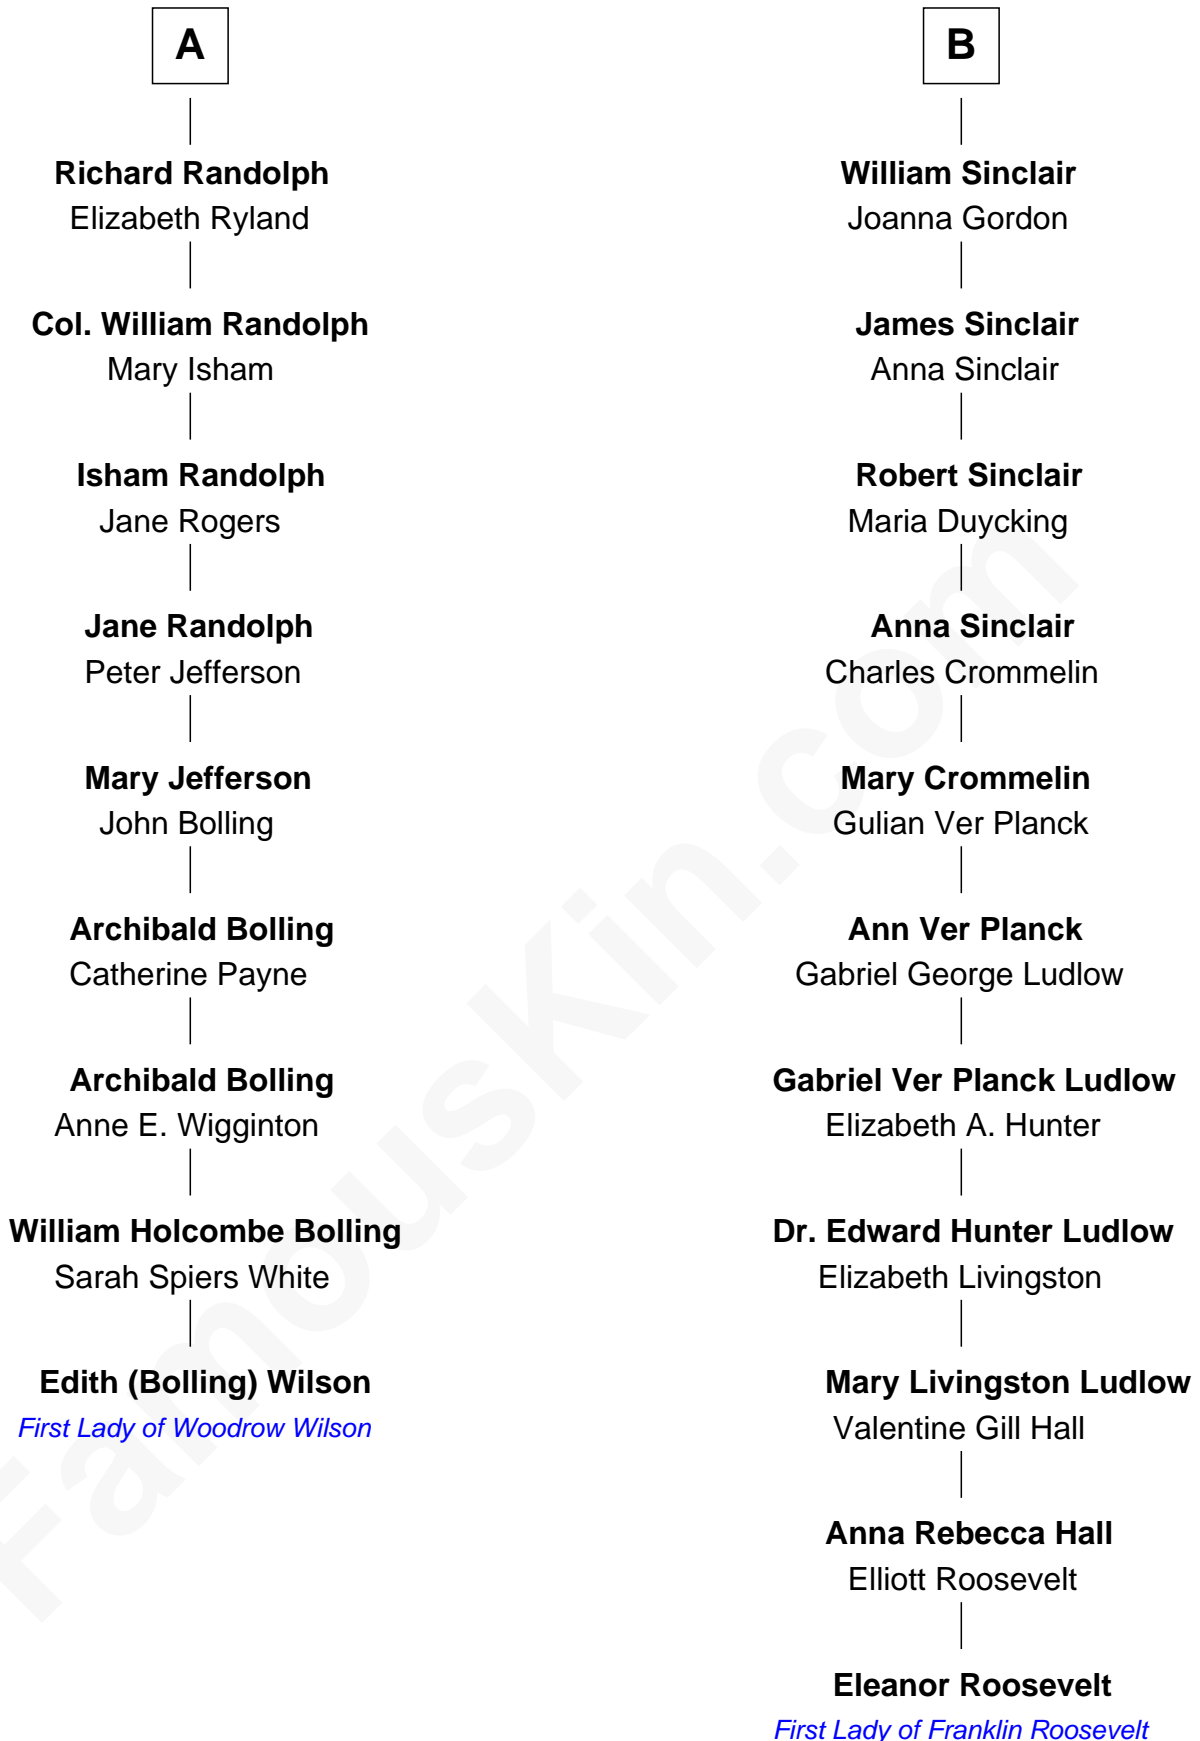 A
Richard Randolph
Elizabeth Ryland
Col. William Randolph
Mary Isham
Isham Randolph
Jane Rogers
Jane Randolph
Peter Jefferson
Mary Jefferson
John Bolling
Archibald Bolling
Catherine Payne
Archibald Bolling
Anne E. Wigginton
William Holcombe Bolling
Sarah Spiers White
Edith (Bolling) Wilson
First Lady of Woodrow Wilson
B
William Sinclair
Joanna Gordon
James Sinclair
Anna Sinclair
Robert Sinclair
Maria Duycking
Anna Sinclair
Charles Crommelin
Mary Crommelin
Gulian Ver Planck
Ann Ver Planck
Gabriel George Ludlow
Gabriel Ver Planck Ludlow
Elizabeth A. Hunter
Dr. Edward Hunter Ludlow
Elizabeth Livingston
Mary Livingston Ludlow
Valentine Gill Hall
Anna Rebecca Hall
Elliott Roosevelt
Eleanor Roosevelt
First Lady of Franklin Roosevelt
FamousKin.com